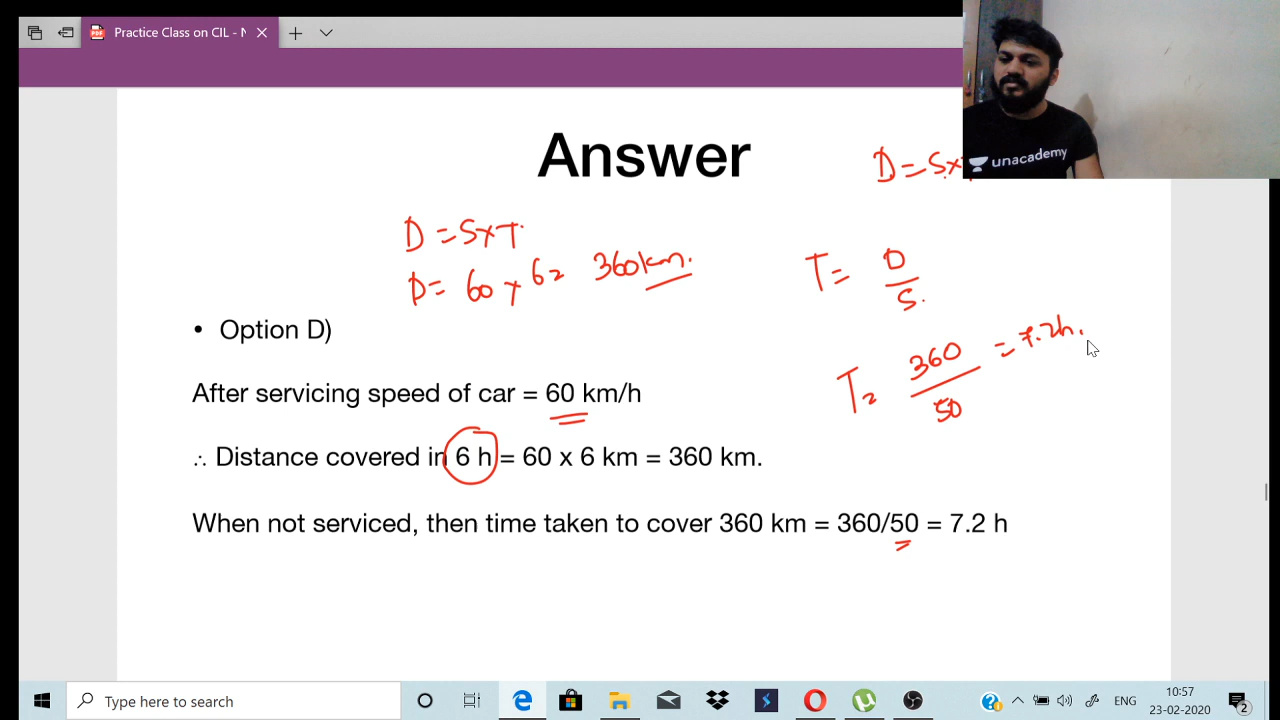 Practice Class on CIL - N
unacademy
Answer
D = S x
D = S x T
D = 60 x 6 = 360 km.
T = D / S.
• Option D)
T = 360 / 50 = 7.2 h.
After servicing speed of car = 60 km/h
∴ Distance covered in 6 h = 60 x 6 km = 360 km.
When not serviced, then time taken to cover 360 km = 360/50 = 7.2 h
Type here to search
ENG
10:57
23-02-2020
2